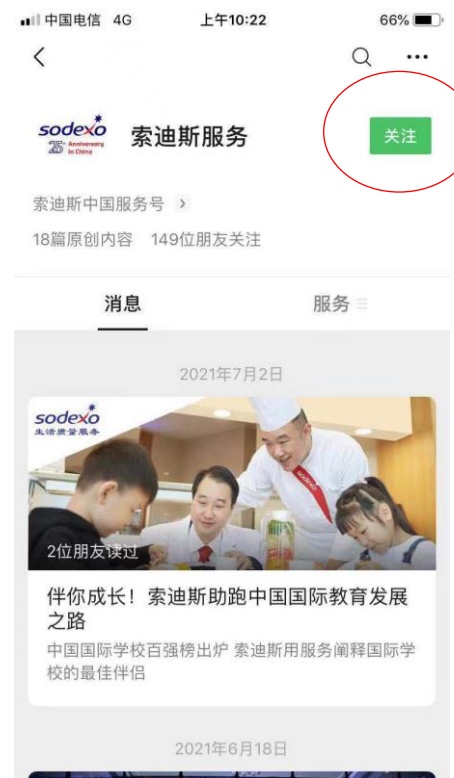 中国电信 4G 上午10:22 66%
sodexo
25th Anniversary
in China
索迪斯服务
关注
索迪斯中国服务号 >
18篇原创内容 149位朋友关注
消息 服务
2021年7月2日
sodexo
生活质量服务
sodexo
2位朋友读过
伴你成长！索迪斯助跑中国国际教育发展
之路
中国国际学校百强榜出炉 索迪斯用服务阐释国际学
校的最佳伴侣
2021年6月18日